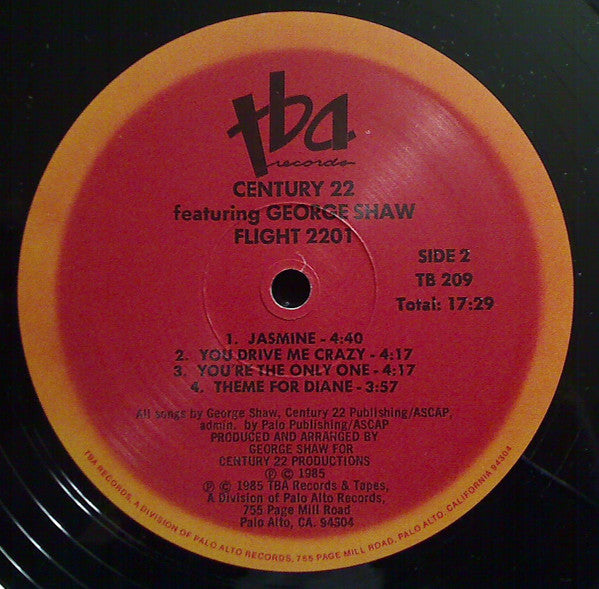 tba
records
CENTURY 22
featuring GEORGE SHAW
FLIGHT 2201
SIDE 2
TB 209
Total: 17:29
1. JASMINE - 4:40
2. YOU DRIVE ME CRAZY - 4:17
3. YOU'RE THE ONLY ONE - 4:17
4. THEME FOR DIANE - 3:57
All songs by George Shaw, Century 22 Publishing/ASCAP,
admin. by Palo Publishing/ASCAP
PRODUCED AND ARRANGED BY
GEORGE SHAW FOR
CENTURY 22 PRODUCTIONS
℗ © 1985
℗ © 1985 TBA Records & Tapes,
A Division of Palo Alto Records,
755 Page Mill Road
Palo Alto, CA. 94304
TBA RECORDS, A DIVISION OF PALO ALTO RECORDS, 755 PAGE MILL ROAD, PALO ALTO, CALIFORNIA 94304